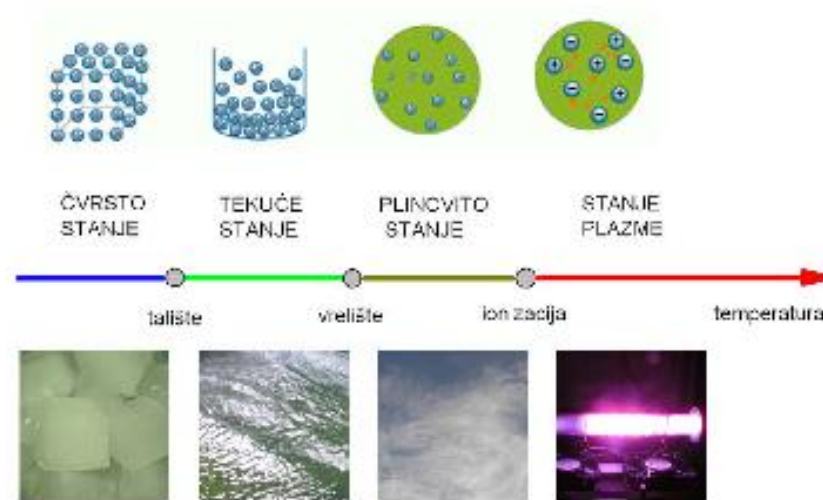 ČVRSTO
STANJE
TEKUĆE
STANJE
PLINOVITO
STANJE
STANJE
PLAZME
talište
vrelište
ionizacija
temperatura